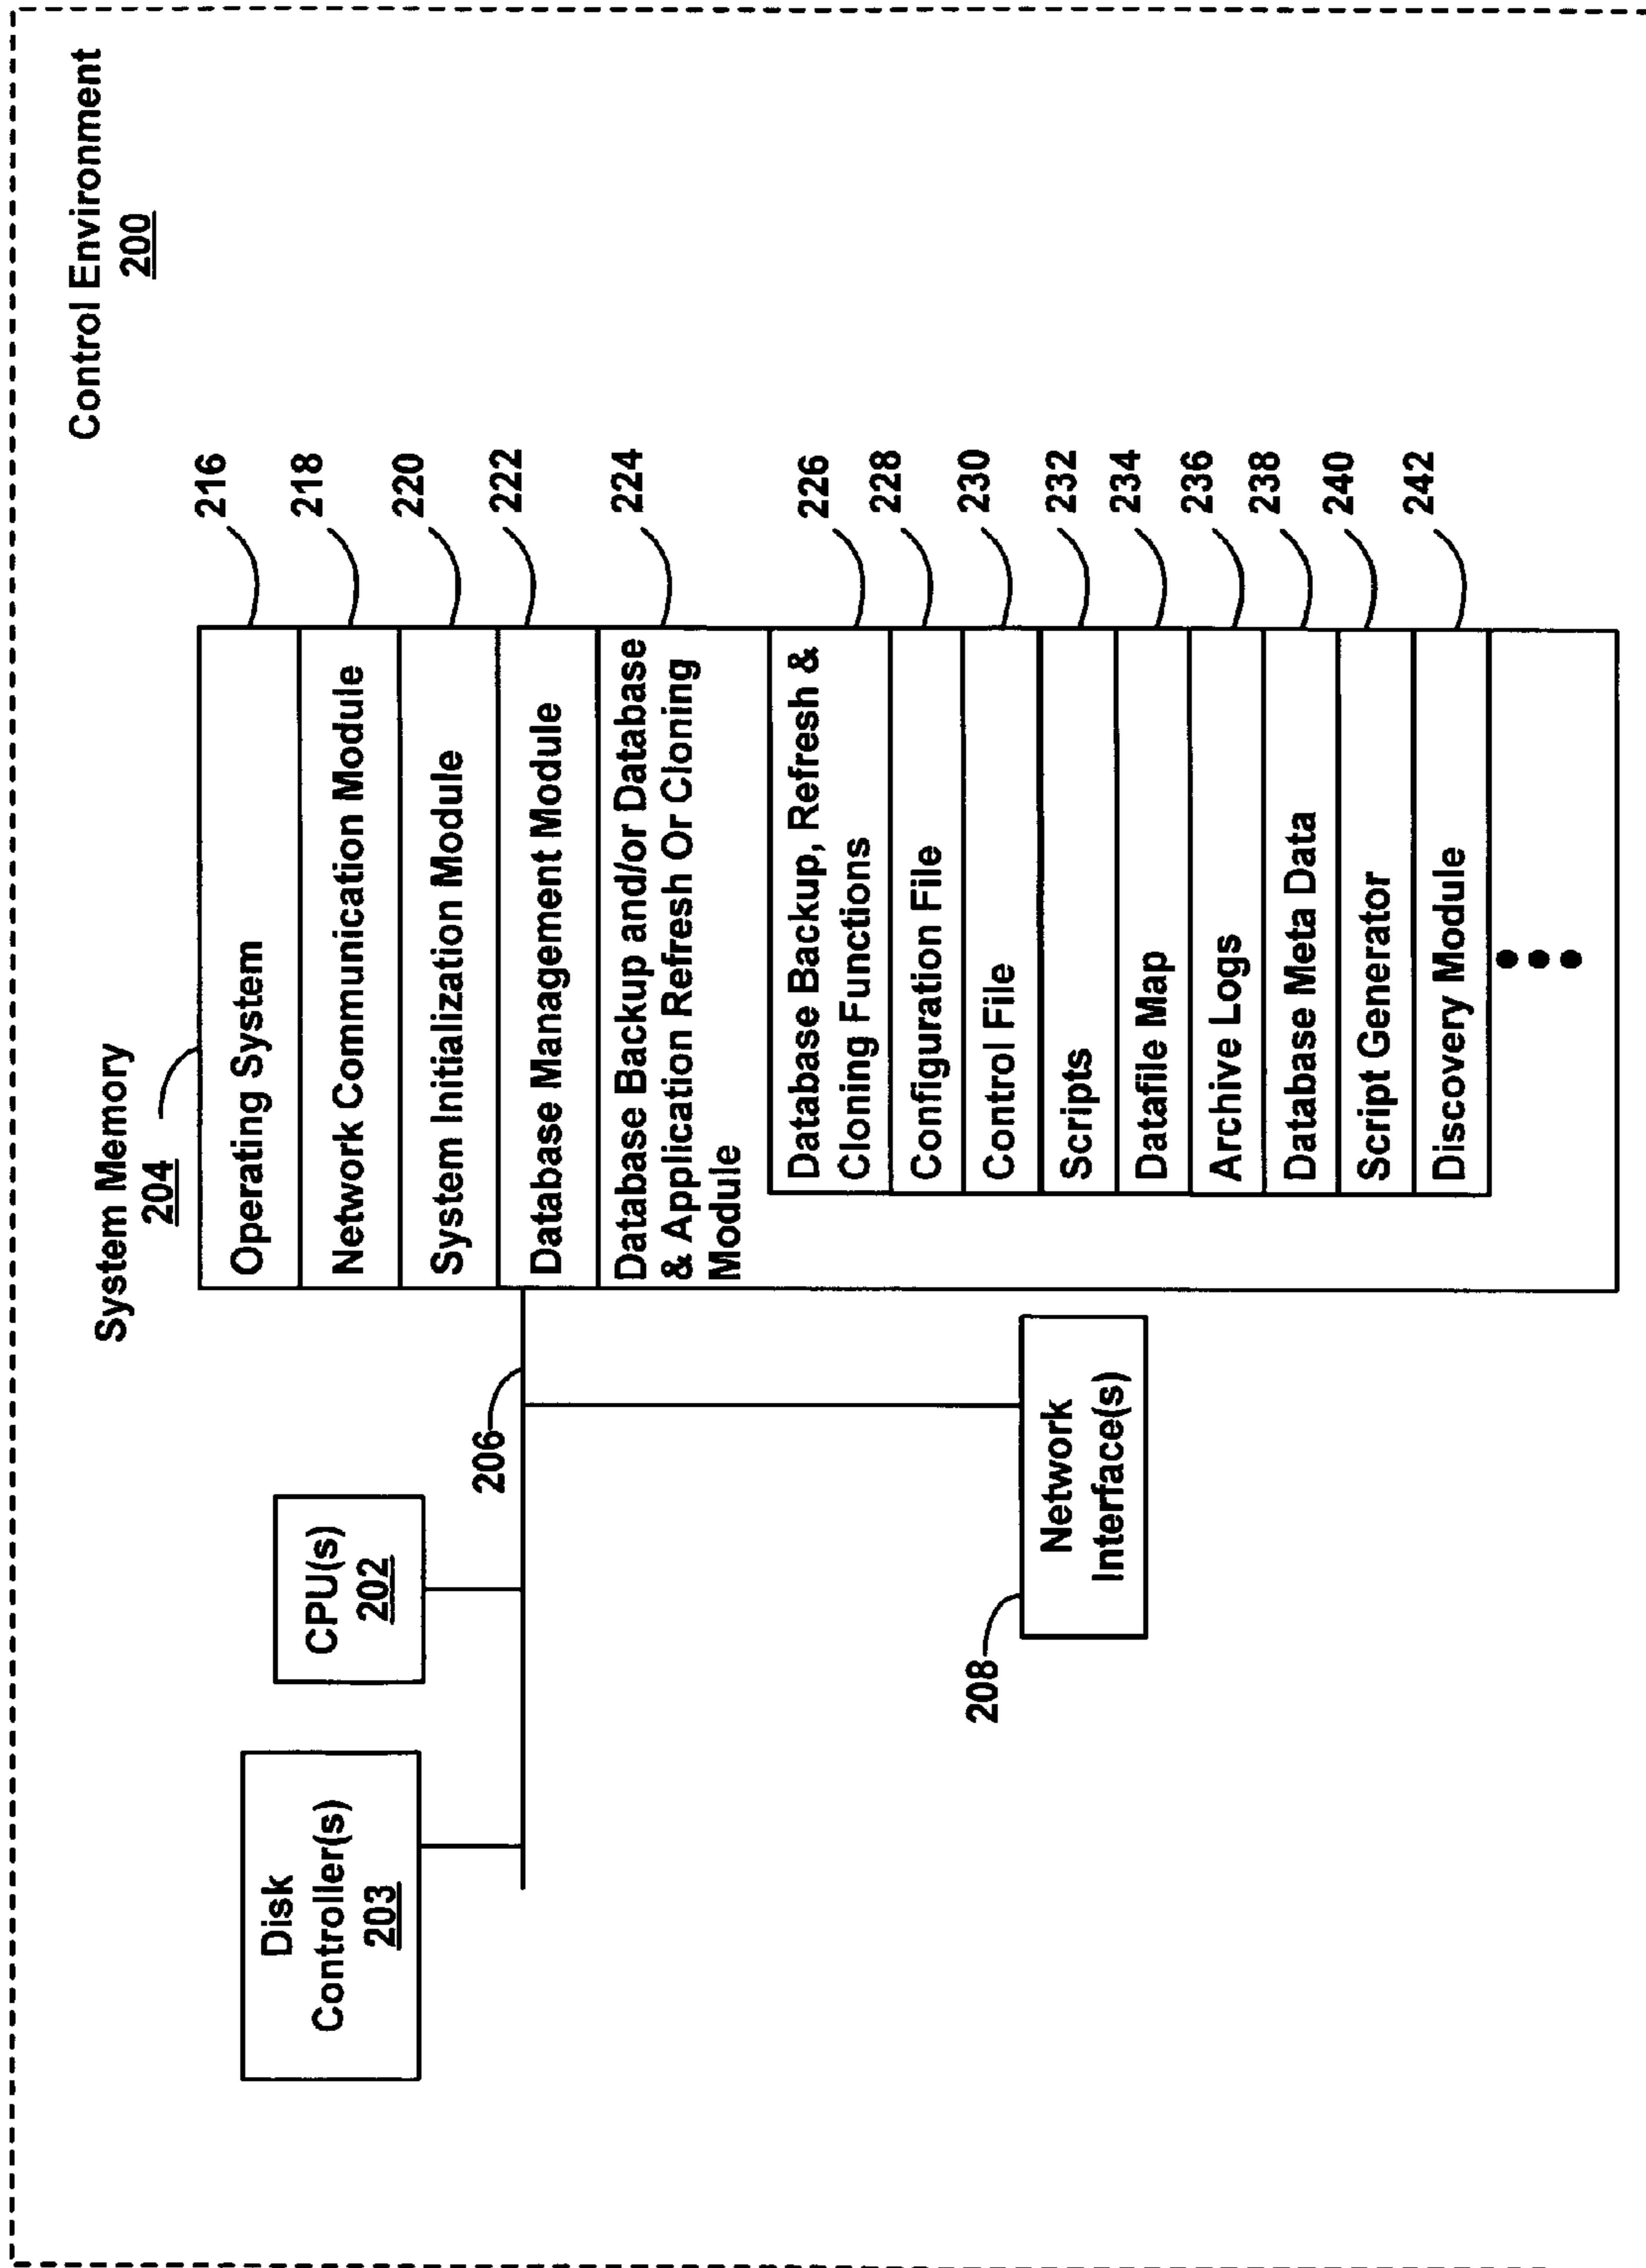 Control Environment
200
System Memory
204
Operating System
216
Network Communication Module
218
System Initialization Module
220
Database Management Module
222
Database Backup and/or Database
& Application Refresh Or Cloning
Module
224
Database Backup, Refresh &
Cloning Functions
226
Configuration File
228
Control File
230
Scripts
232
Datafile Map
234
Archive Logs
236
Database Meta Data
238
Script Generator
240
Discovery Module
242
Disk
Controller(s)
203
CPU(s)
202
206
208
Network
Interface(s)